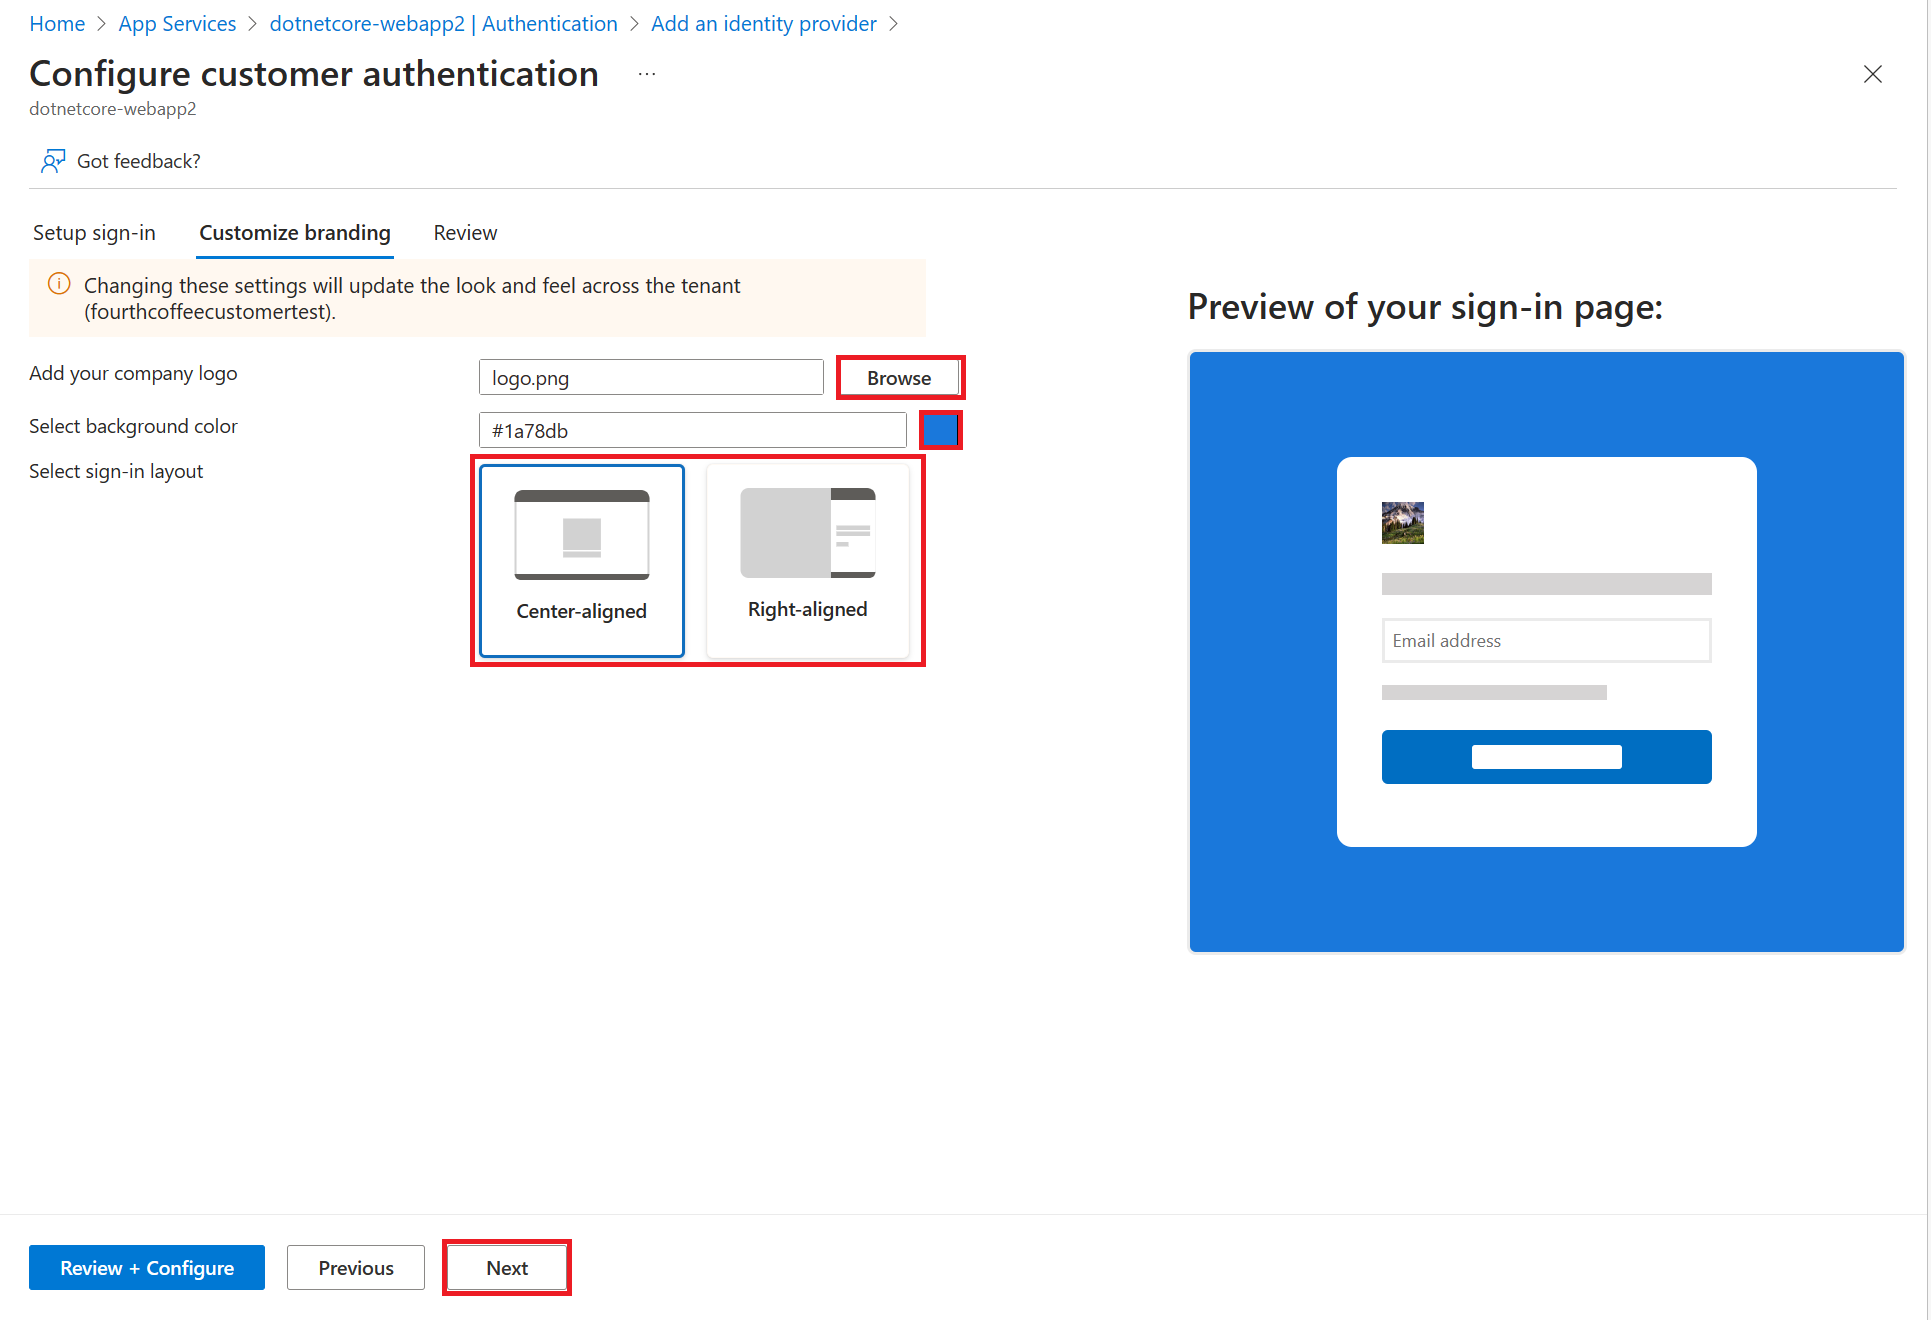 Home > App Services > dotnetcore-webapp2 | Authentication > Add an identity provider >
Configure customer authentication ...
dotnetcore-webapp2
Got feedback?
Setup sign-in Customize branding Review
Changing these settings will update the look and feel across the tenant
(fourthcoffeecustomertest).
Add your company logo
logo.png
Browse
Select background color
#1a78db
Select sign-in layout
Center-aligned
Right-aligned
Preview of your sign-in page:
Email address
Review + Configure
Previous
Next